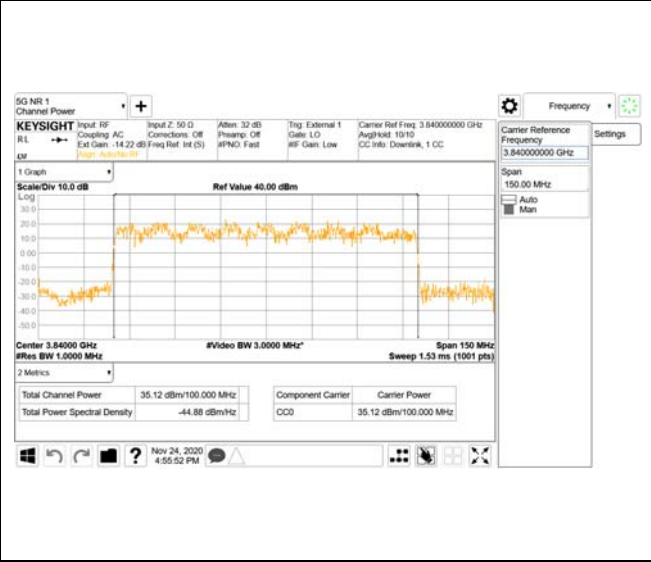 5G NR 1
Channel Power
Frequency
KEYSIGHT
R L
Input: RF
Coupling: AC
Ext Gain: -14.22 dB
Align: Auto/No RF
Input Z: 50 Ω
Corrections: Off
Freq Ref: Int (S)
Atten: 32 dB
Preamp: Off
#PNO: Fast
Trig: External 1
Gate: LO
#IF Gain: Low
Carrier Ref Freq: 3.840000000 GHz
Avg|Hold: 10/10
CC Info: Downlink, 1 CC
Carrier Reference
Frequency
3.840000000 GHz
Settings
Span
150.00 MHz
Auto
Man
1 Graph
Scale/Div 10.0 dB
Ref Value 40.00 dBm
Log
30.0
20.0
10.0
0.00
-10.0
-20.0
-30.0
-40.0
-50.0
Center 3.84000 GHz
#Video BW 3.0000 MHz*
Span 150 MHz
#Res BW 1.0000 MHz
Sweep 1.53 ms (1001 pts)
2 Metrics
Total Channel Power 35.12 dBm/100.000 MHz
Total Power Spectral Density -44.88 dBm/Hz
Component Carrier Carrier Power
CC0 35.12 dBm/100.000 MHz
?
Nov 24, 2020
4:55:52 PM